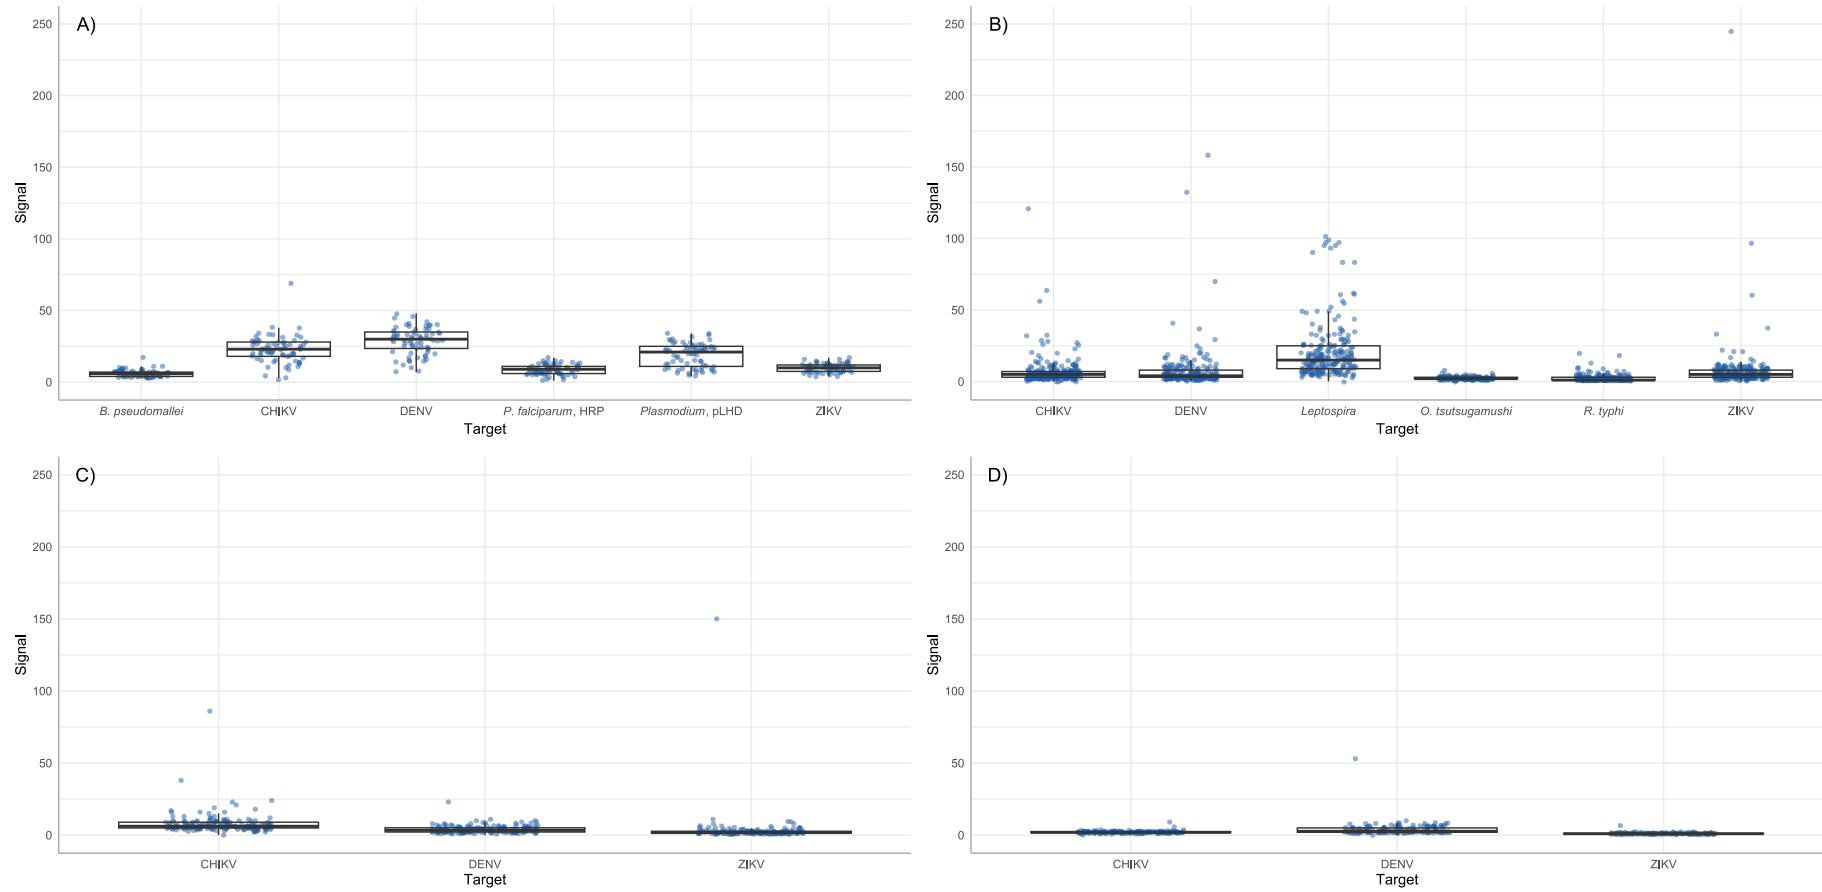 A)
Signal
250
200
150
100
50
0
B. pseudomallei CHIKV DENV P. falciparum, HRP Plasmodium, pLHD ZIKV
Target
B)
Signal
250
200
150
100
50
0
CHIKV DENV Leptospira O. tsutsugamushi R. typhi ZIKV
Target
C)
Signal
250
200
150
100
50
0
CHIKV DENV ZIKV
Target
D)
Signal
250
200
150
100
50
0
CHIKV DENV ZIKV
Target